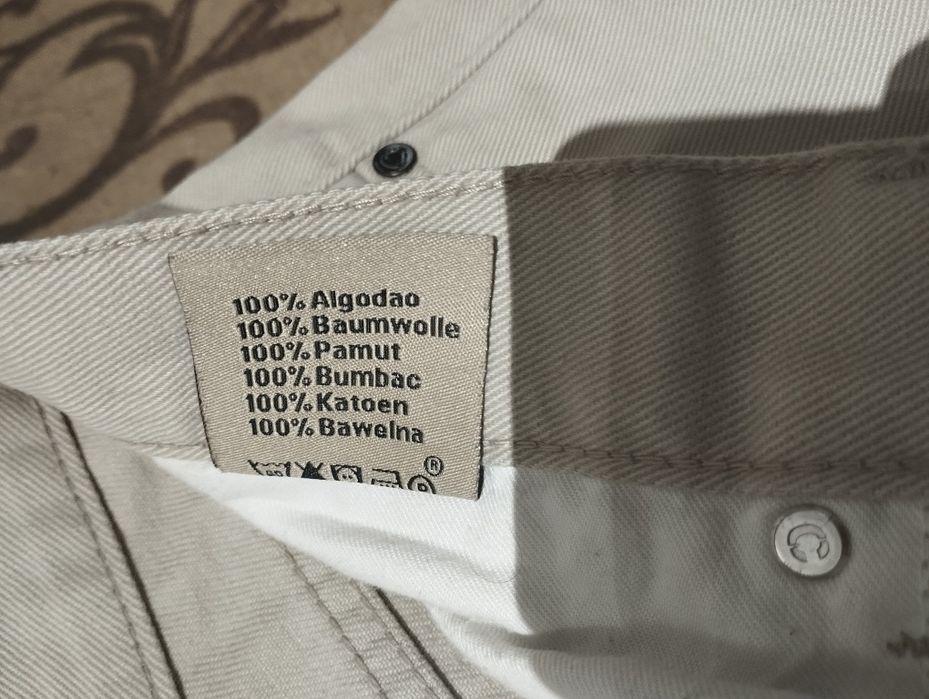 100% Algodao
100% Baumwolle
100% Pamut
100% Bumbac
100% Katoen
100% Bawelna
®